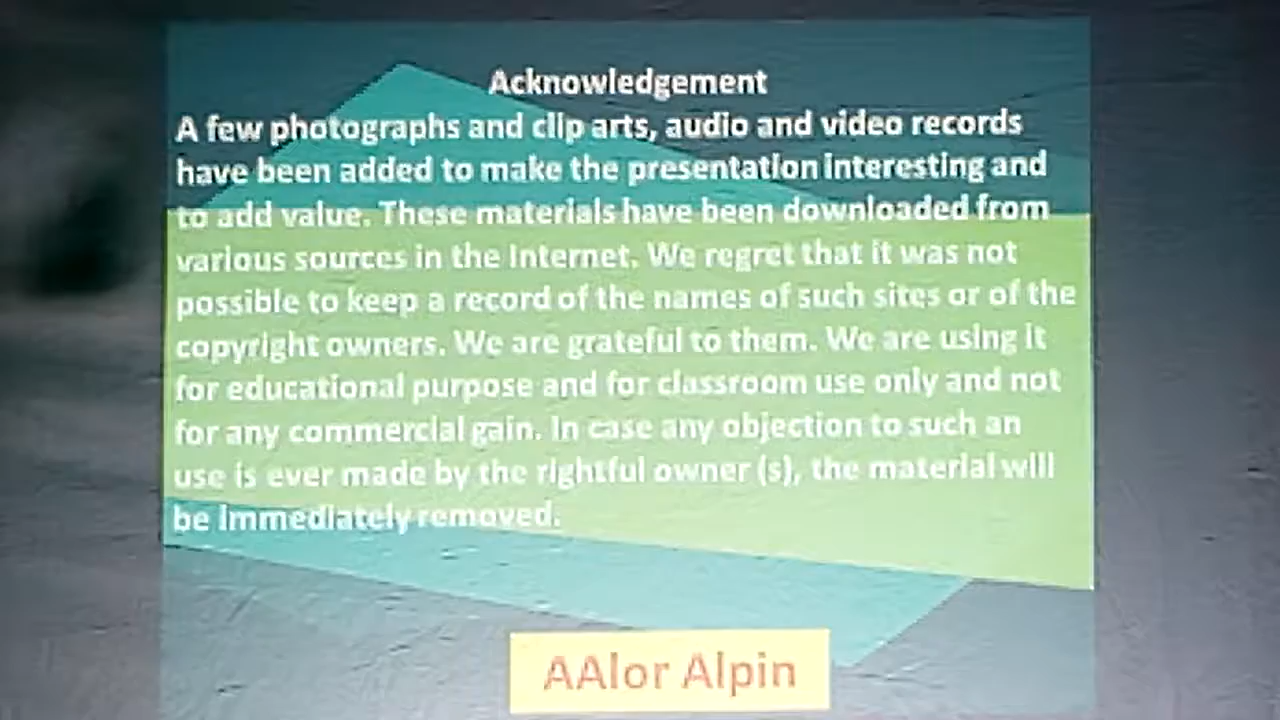 Acknowledgement
A few photographs and clip arts, audio and video records
have been added to make the presentation interesting and
to add value. These materials have been downloaded from
various sources in the Internet. We regret that it was not
possible to keep a record of the names of such sites or of the
copyright owners. We are grateful to them. We are using it
for educational purpose and for classroom use only and not
for any commercial gain. In case any objection to such an
use is ever made by the rightful owner (s), the material will
be immediately removed.
AAlor Alpin